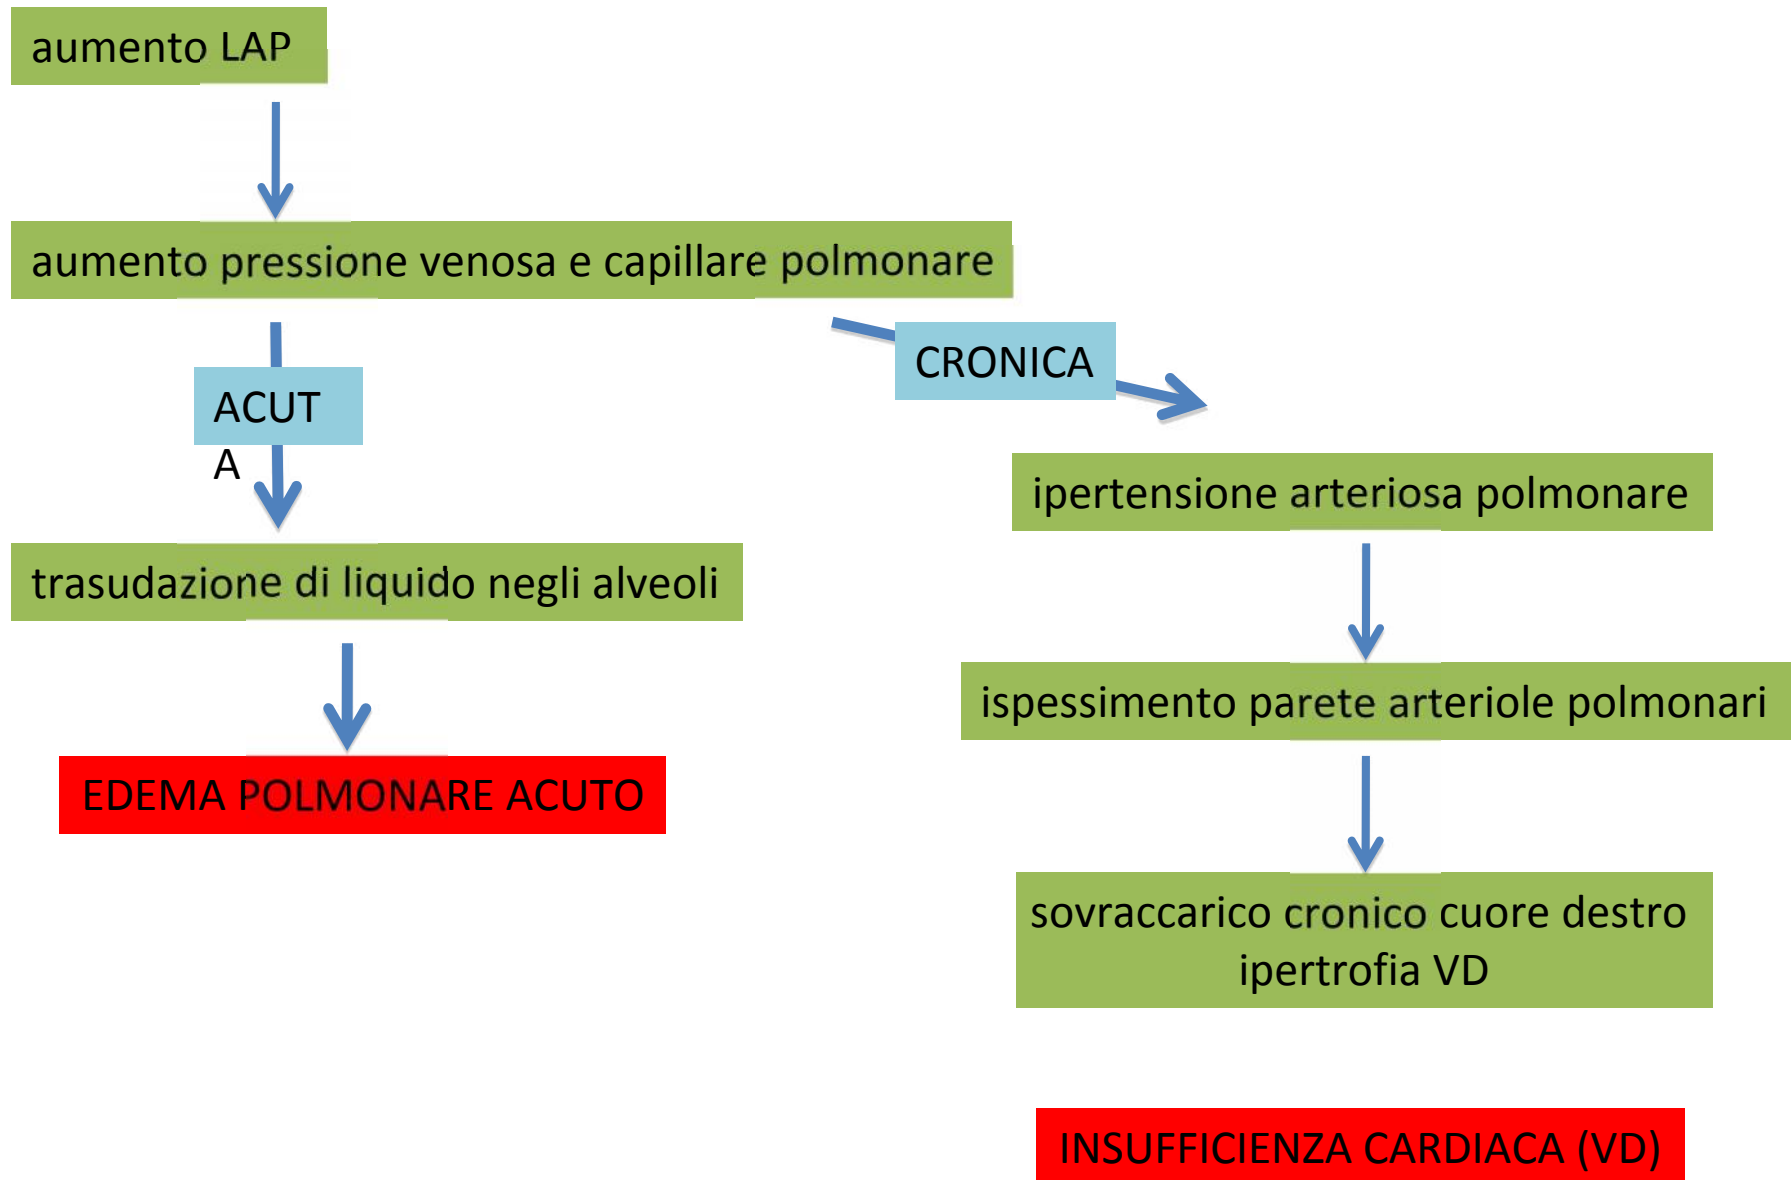 aumento LAP
aumento pressione venosa e capillare polmonare
CRONICA
ACUT
A
ipertensione arteriosa polmonare
trasudazione di liquido negli alveoli
ispessimento parete arteriole polmonari
EDEMA POLMONARE ACUTO
sovraccarico cronico cuore destro
ipertrofia VD
INSUFFICIENZA CARDIACA (VD)